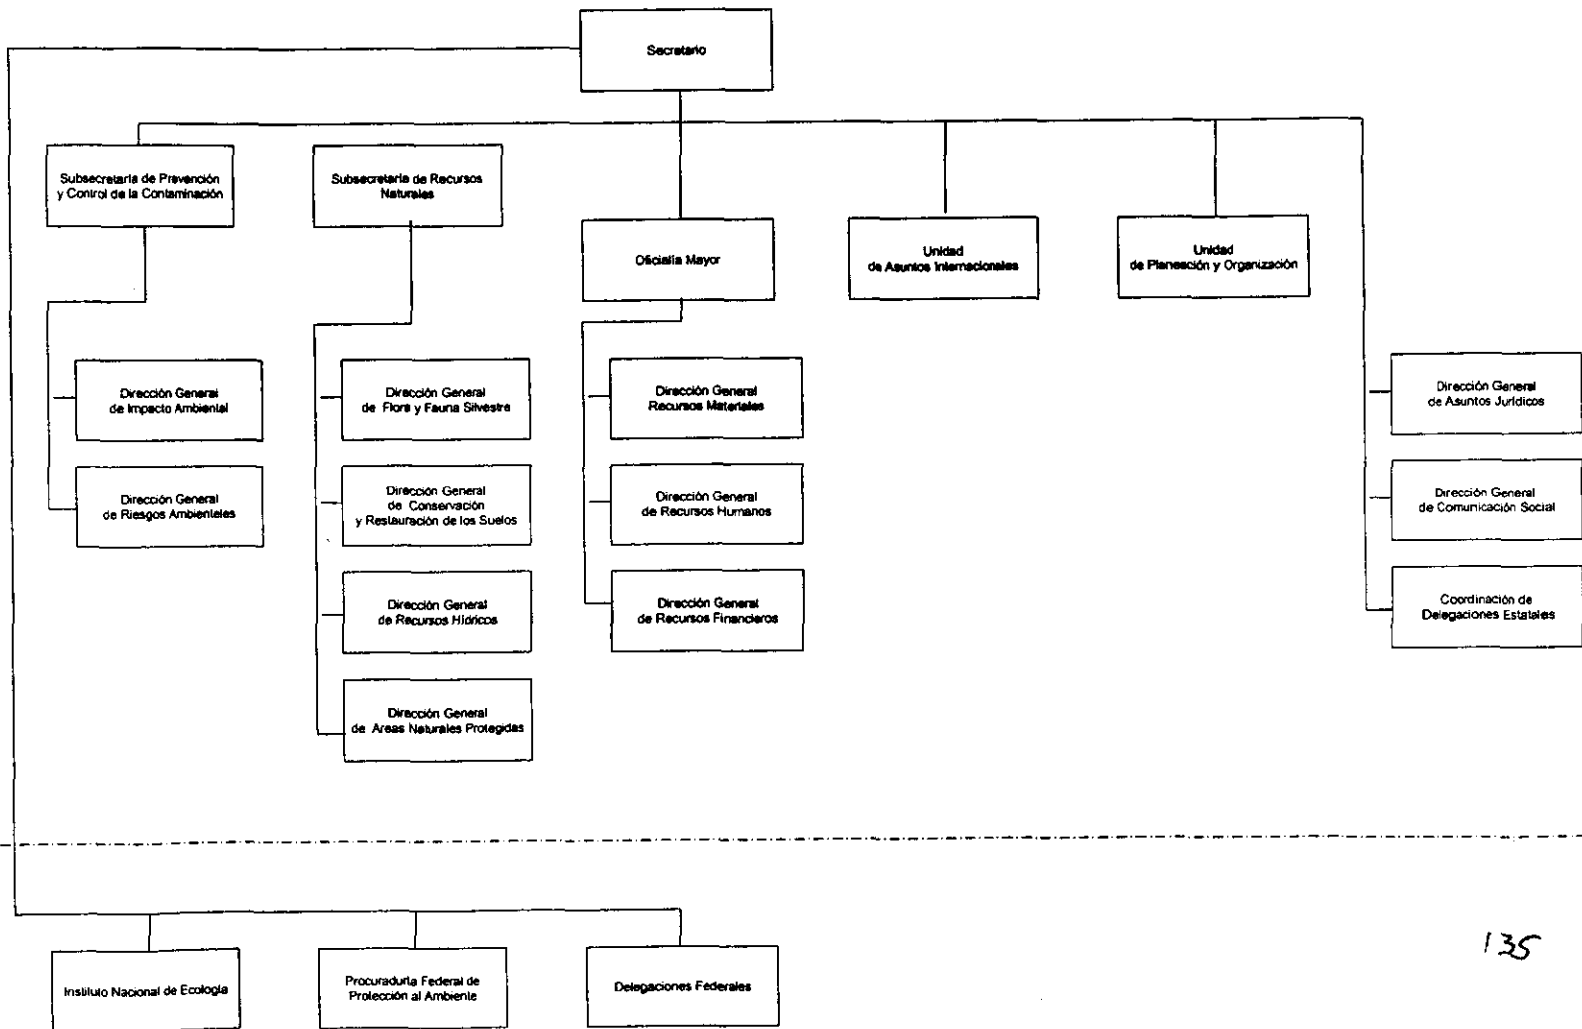 Secretario
Subsecretaría de Prevención
y Control de la Contaminación
Subsecretaría de Recursos
Naturales
Oficialía Mayor
Unidad
de Asuntos Internacionales
Unidad
de Planeación y Organización
Dirección General
de Impacto Ambiental
Dirección General
de Riesgos Ambientales
Dirección General
de Flora y Fauna Silvestre
Dirección General
de Conservación
y Restauración de los Suelos
Dirección General
de Recursos Hídricos
Dirección General
de Areas Naturales Protegidas
Dirección General
Recursos Materiales
Dirección General
de Recursos Humanos
Dirección General
de Recursos Financieros
Dirección General
de Asuntos Jurídicos
Dirección General
de Comunicación Social
Coordinación de
Delegaciones Estatales
Instituto Nacional de Ecología
Procuraduría Federal de
Protección al Ambiente
Delegaciones Federales
135